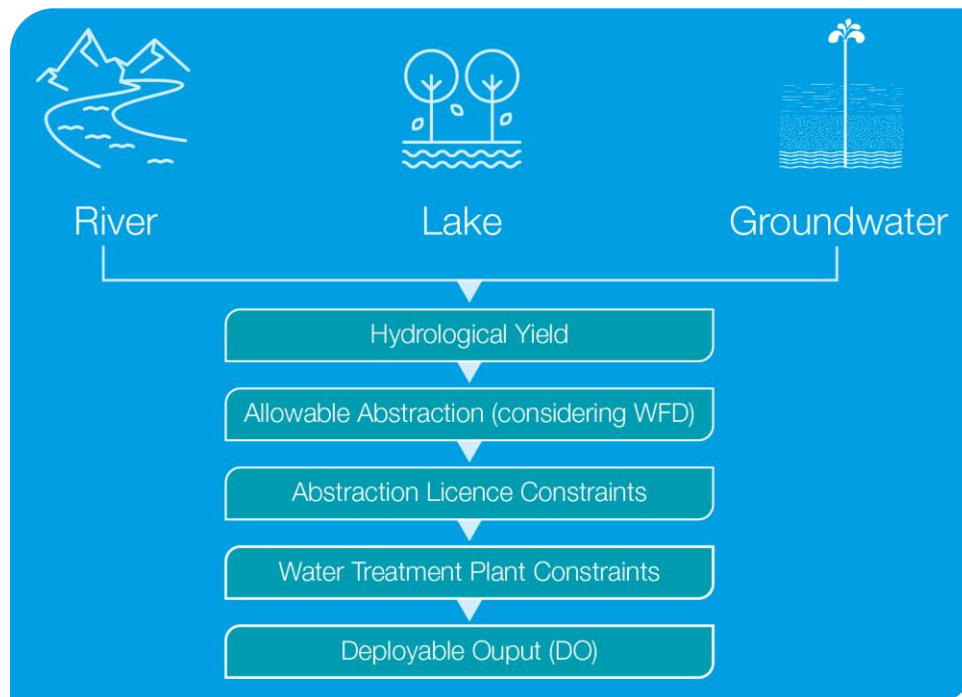 River
Lake
Groundwater
Hydrological Yield
Allowable Abstraction (considering WFD)
Abstraction Licence Constraints
Water Treatment Plant Constraints
Deployable Ouput (DO)